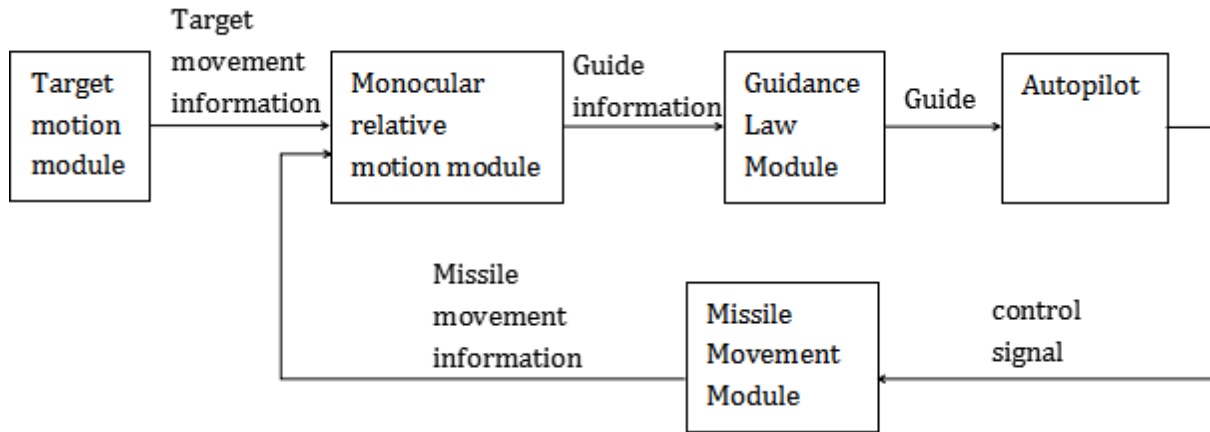 Target
movement
information
Target
motion
module
Monocular
relative
motion module
Guide
information
Guidance
Law
Module
Guide
Autopilot
Missile
movement
information
Missile
Movement
Module
control
signal